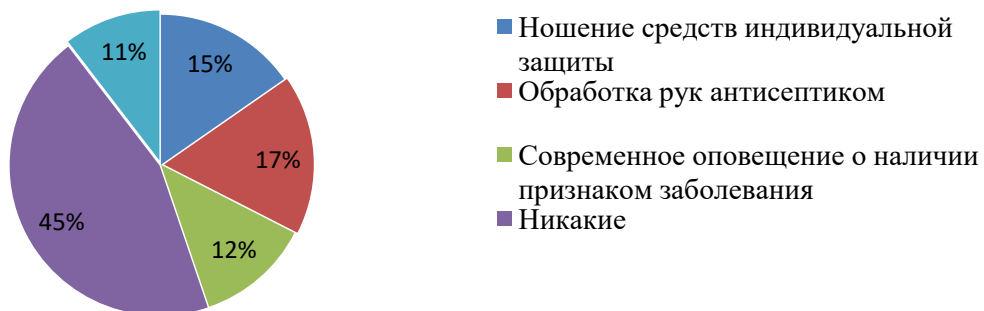 11%
15%
17%
45%
12%
Ношение средств индивидуальной
защиты
Обработка рук антисептиком
Современное оповещение о наличии
признаком заболевания
Никакие